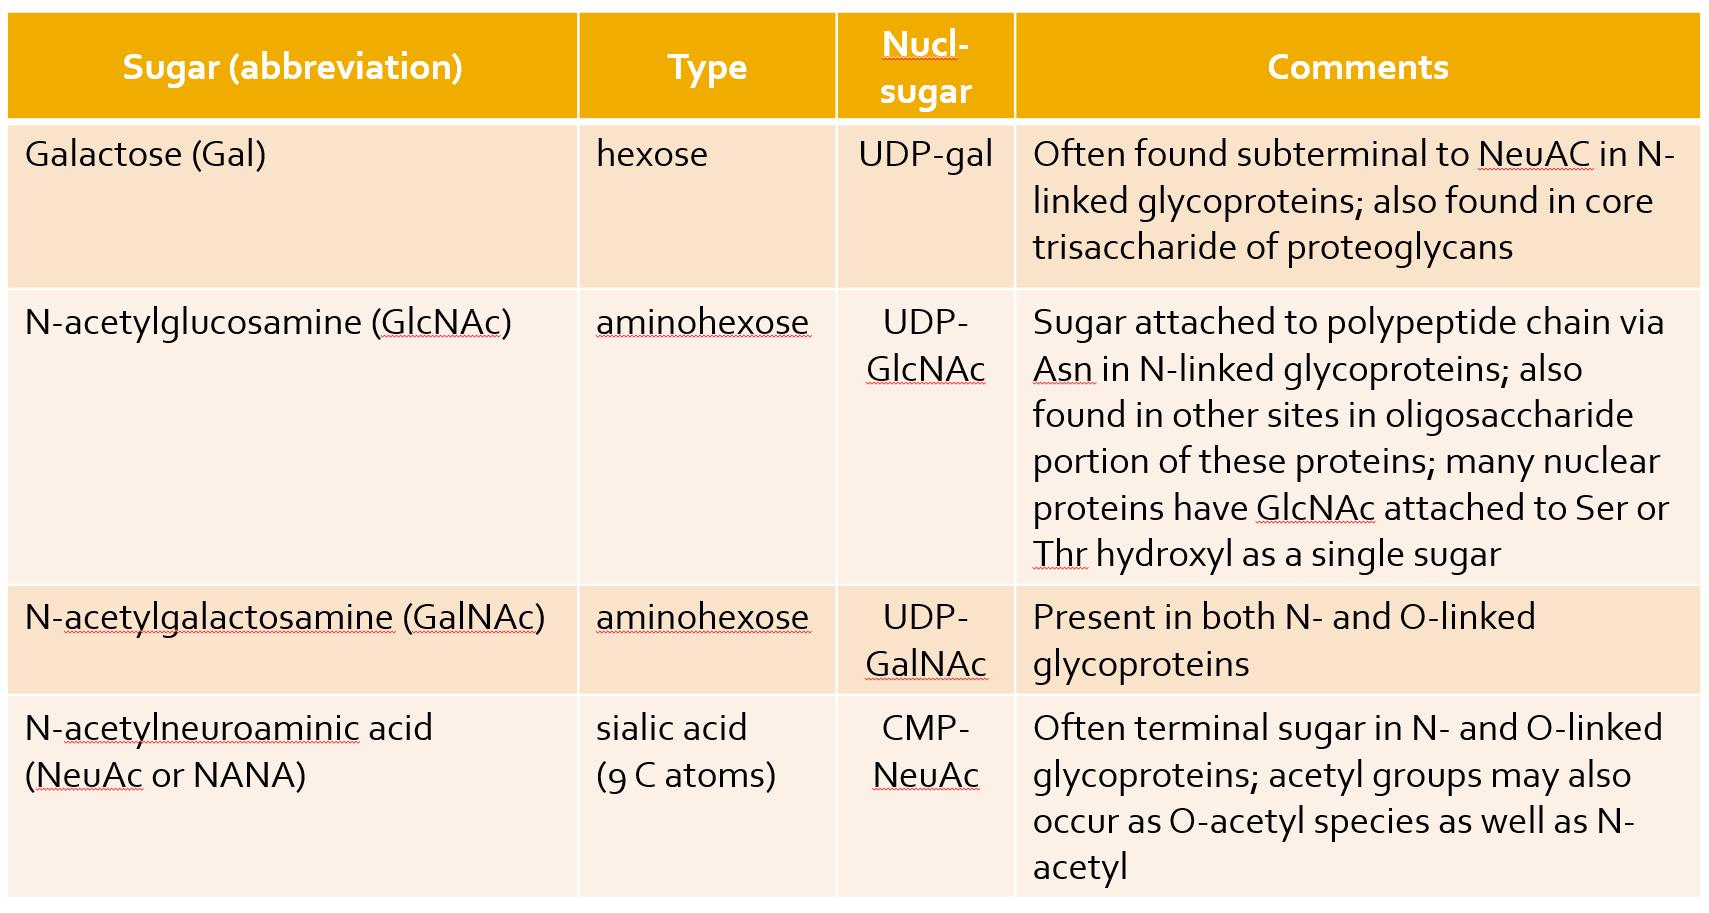 Sugar (abbreviation)
Type
Nucl-
sugar
Comments
Galactose (Gal)
hexose
UDP-gal
Often found subterminal to NeuAC in N-
linked glycoproteins; also found in core
trisaccharide of proteoglycans
N-acetylglucosamine (GlcNAc)
aminohexose
UDP-
GlcNAc
Sugar attached to polypeptide chain via
Asn in N-linked glycoproteins; also
found in other sites in oligosaccharide
portion of these proteins; many nuclear
proteins have GlcNAc attached to Ser or
Thr hydroxyl as a single sugar
N-acetylgalactosamine (GalNAc)
aminohexose
UDP-
GalNAc
Present in both N- and O-linked
glycoproteins
N-acetylneuroaminic acid
(NeuAc or NANA)
sialic acid
(9 C atoms)
CMP-
NeuAc
Often terminal sugar in N- and O-linked
glycoproteins; acetyl groups may also
occur as O-acetyl species as well as N-
acetyl